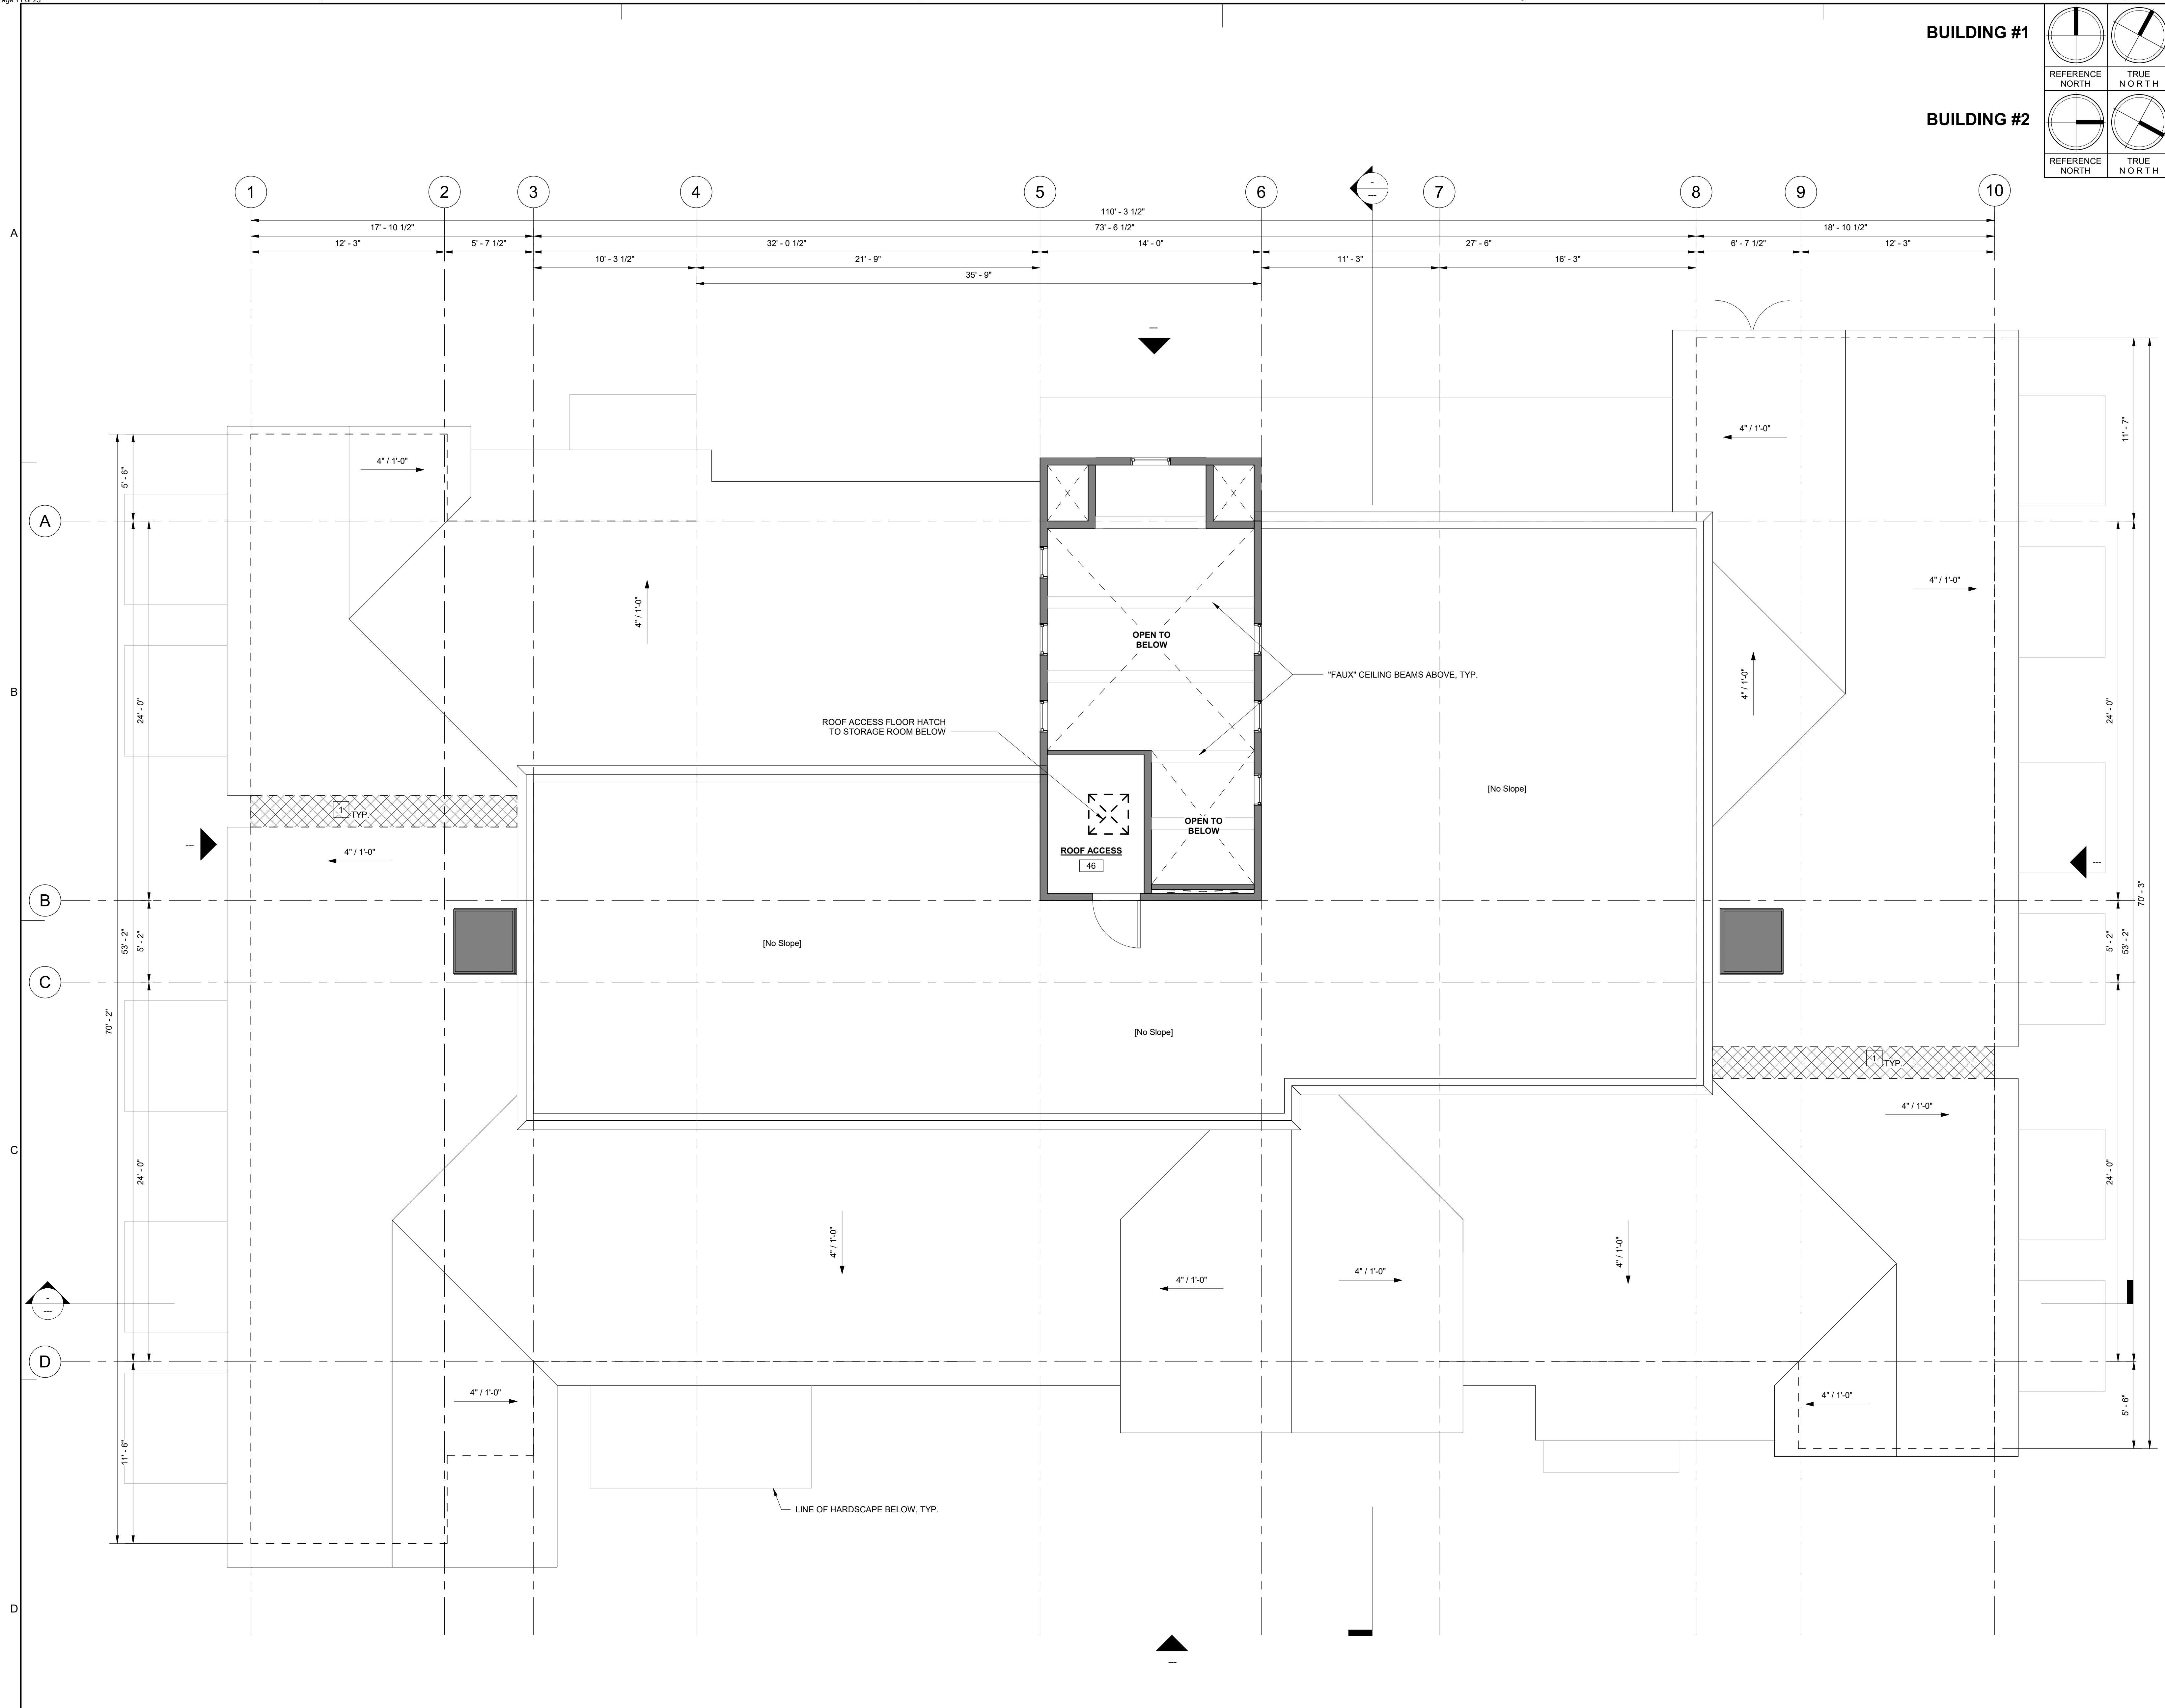 BUILDING #1
REFERENCE
NORTH
TRUE
NORTH
BUILDING #2
REFERENCE
NORTH
TRUE
NORTH
1
2
3
4
5
6
-
---
7
8
9
10
110' - 3 1/2"
17' - 10 1/2"
73' - 6 1/2"
18' - 10 1/2"
12' - 3"
5' - 7 1/2"
32' - 0 1/2"
14' - 0"
27' - 6"
6' - 7 1/2"
12' - 3"
10' - 3 1/2"
21' - 9"
11' - 3"
16' - 3"
35' - 9"
A
---
4" / 1'-0"
11' - 7"
4" / 1'-0"
5' - 6"
A
4" / 1'-0"
4" / 1'-0"
OPEN TO
BELOW
"FAUX" CEILING BEAMS ABOVE, TYP.
4" / 1'-0"
B
24' - 0"
24' - 0"
ROOF ACCESS FLOOR HATCH
TO STORAGE ROOM BELOW
[No Slope]
1
TYP.
OPEN TO
BELOW
---
4" / 1'-0"
ROOF ACCESS
46
---
B
70' - 3"
53' - 2"
5' - 2"
[No Slope]
5' - 2"
53' - 2"
C
70' - 2"
[No Slope]
1
TYP.
4" / 1'-0"
C
24' - 0"
24' - 0"
4" / 1'-0"
4" / 1'-0"
4" / 1'-0"
4" / 1'-0"
-
---
D
4" / 1'-0"
4" / 1'-0"
5' - 6"
11' - 6"
LINE OF HARDSCAPE BELOW, TYP.
D
---